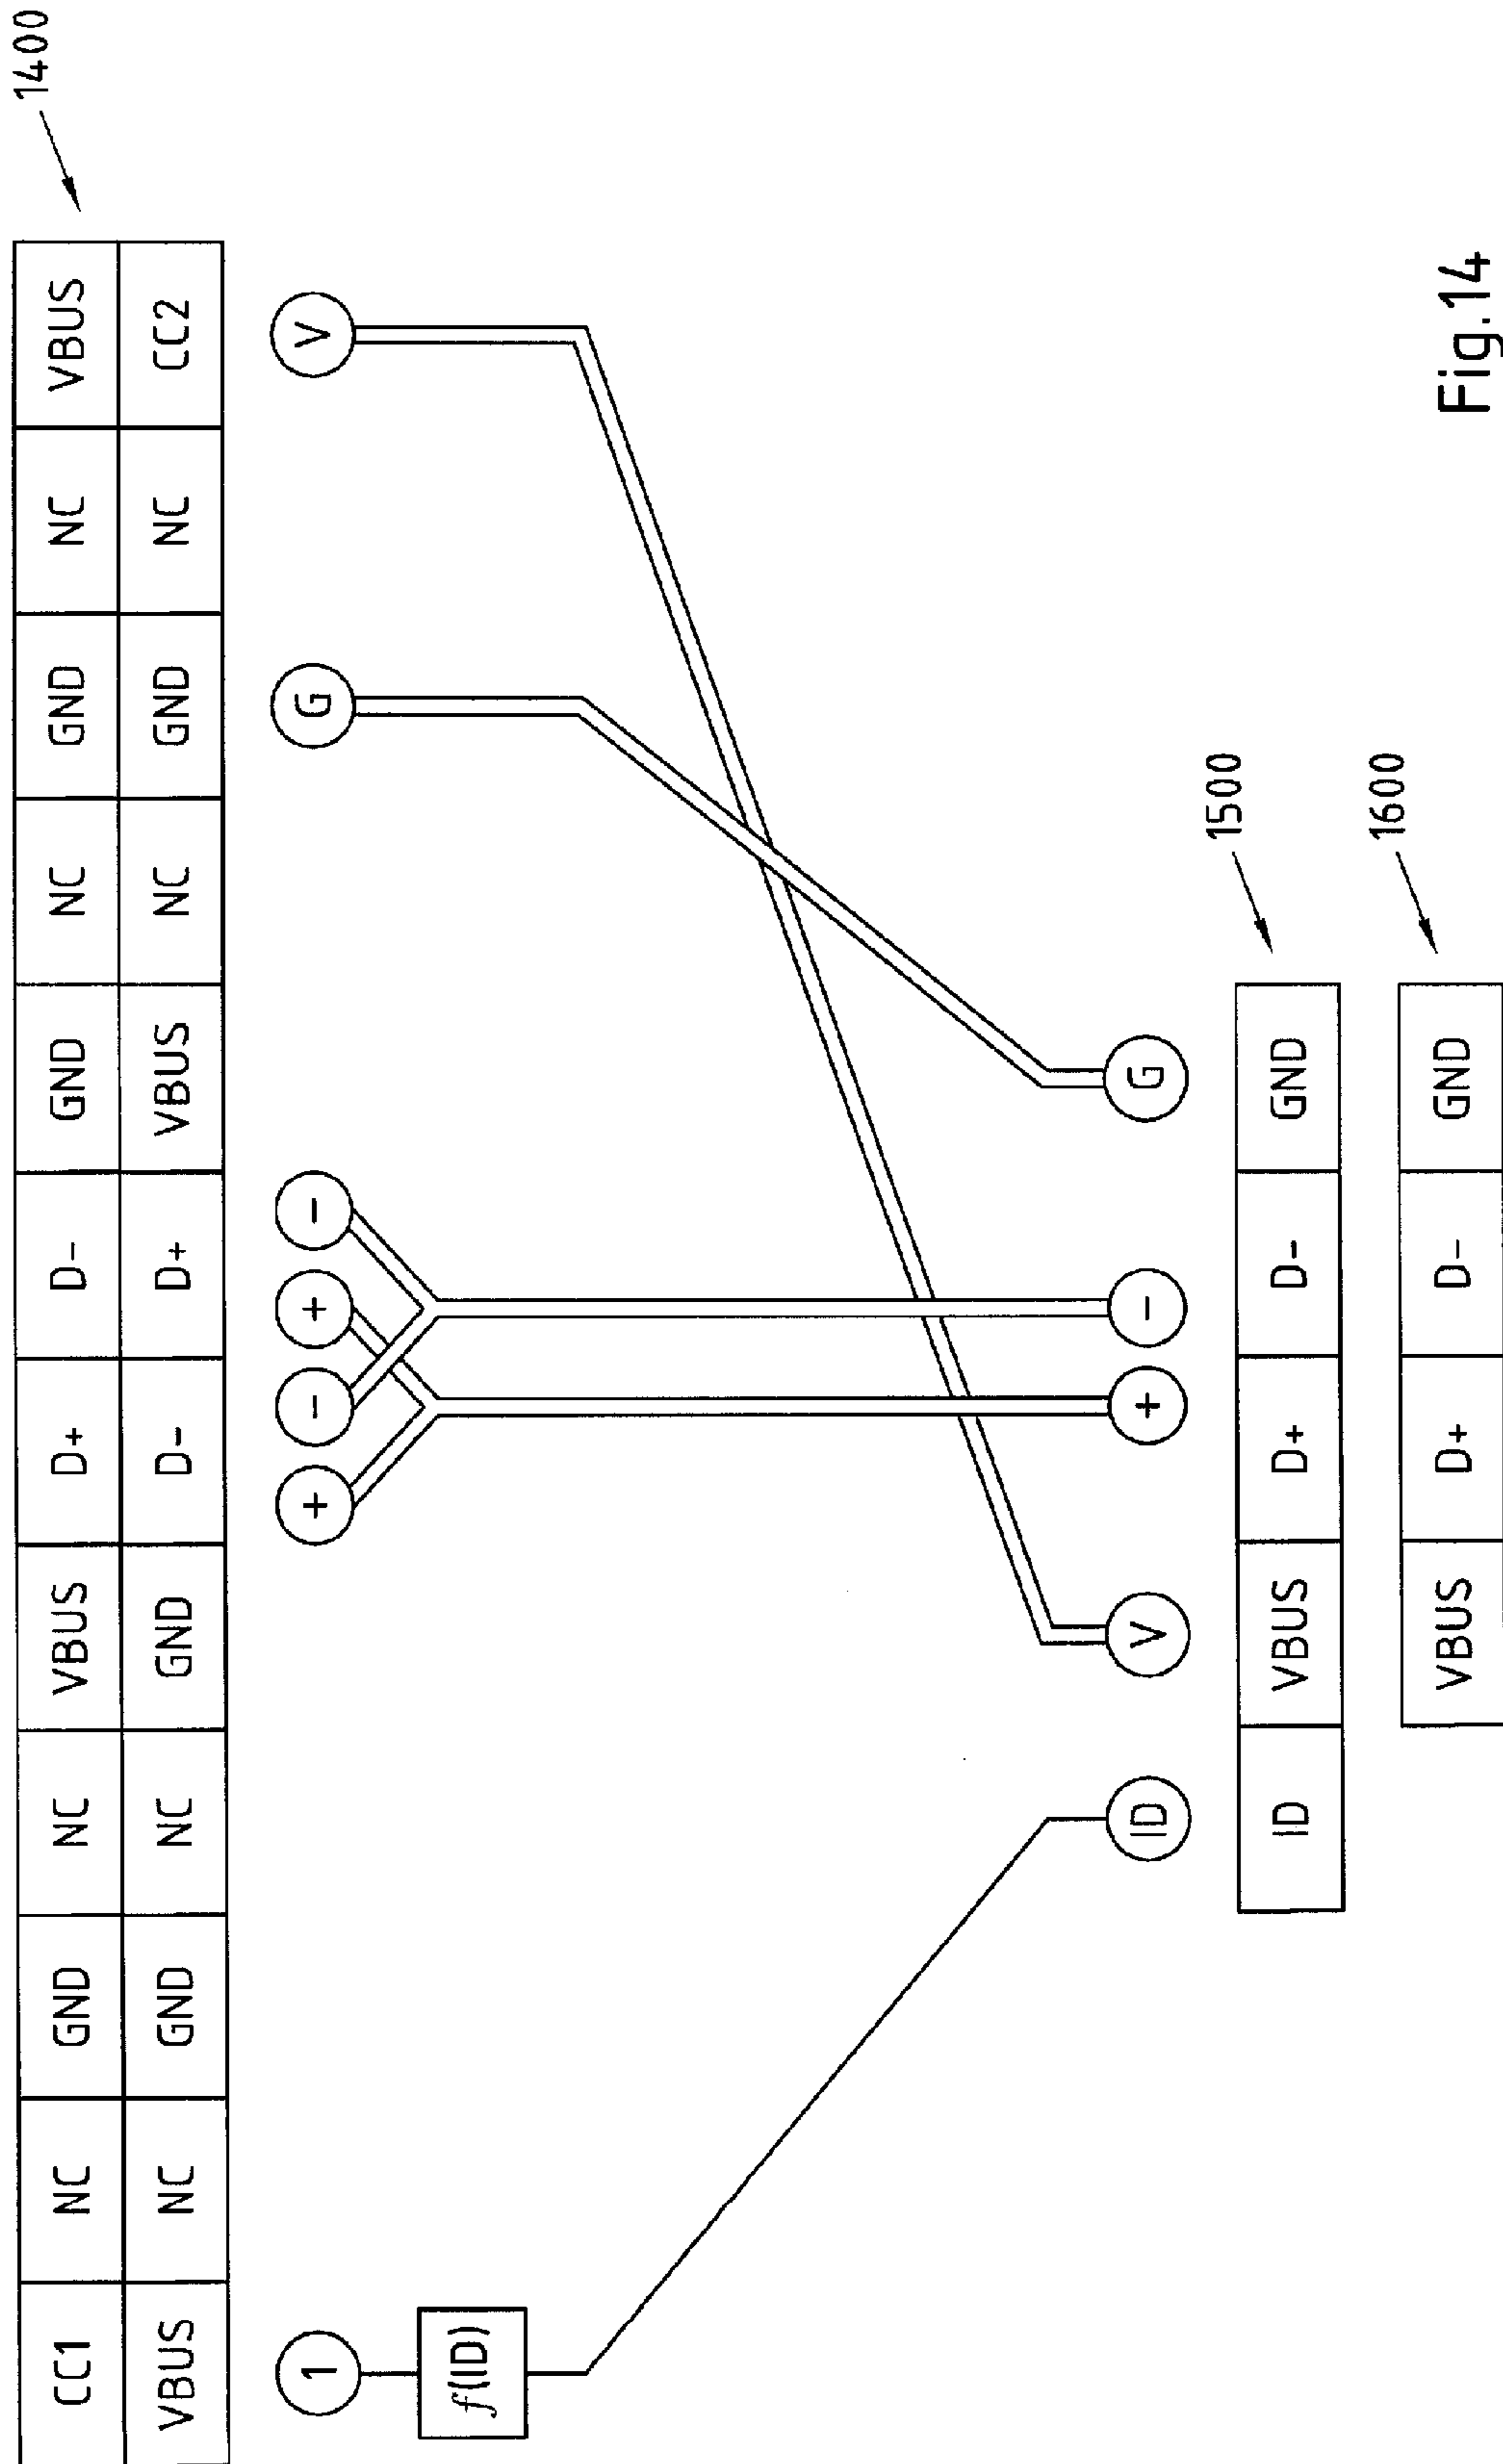 1400
CC1 NC GND NC VBUS D+ D- GND NC GND NC VBUS
VBUS NC GND NC GND D- D+ VBUS NC GND NC CC2
1 + - + - G V
f(ID)
ID V + - G
1500
ID VBUS D+ D- GND
1600
VBUS D+ D- GND
Fig.14